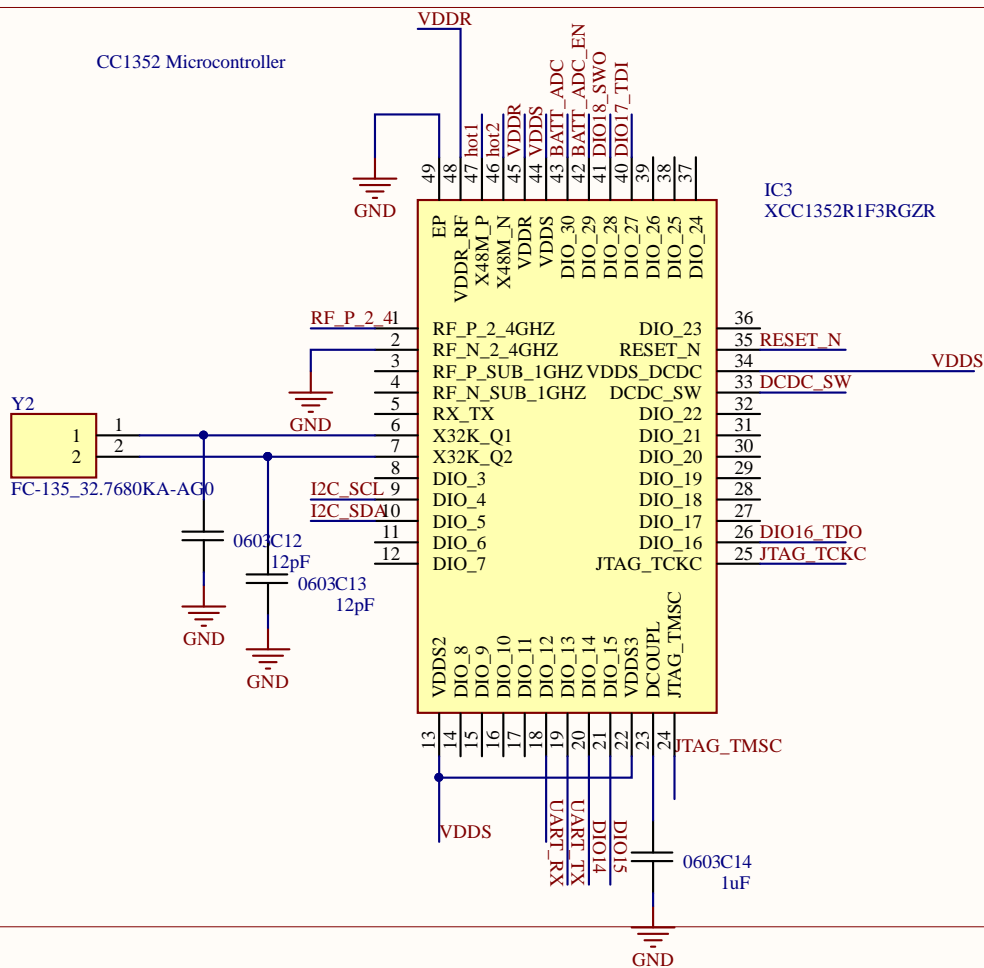 VDDR
CC1352 Microcontroller
hot1
hot2
VDDR
VDDS
BATT_ADC
BATT_ADC_EN
DIO18_SWO
DIO17_TDI
49
48
47
46
45
44
43
42
41
40
39
38
37
GND
IC3
XCC1352R1F3RGZR
EP
VDDR_RF
X48M_P
X48M_N
VDDR
VDDS
DIO_30
DIO_29
DIO_28
DIO_27
DIO_26
DIO_25
DIO_24
RF_P_2_4 1 RF_P_2_4GHZ
2 RF_N_2_4GHZ
3 RF_P_SUB_1GHZ
4 RF_N_SUB_1GHZ
5 RX_TX
6 X32K_Q1
7 X32K_Q2
8 DIO_3
I2C_SCL 9 DIO_4
I2C_SDA 10 DIO_5
11 DIO_6
12 DIO_7
GND
DIO_23 36
RESET_N 35 RESET_N
VDDS_DCDC 34 VDDS
DCDC_SW 33 DCDC_SW
DIO_22 32
DIO_21 31
DIO_20 30
DIO_19 29
DIO_18 28
DIO_17 27
DIO_16 26 DIO16_TDO
JTAG_TCKC 25 JTAG_TCKC
Y2
1 1
2 2
FC-135_32.7680KA-AG0
0603C12
12pF
0603C13
12pF
GND
GND
VDDS2
DIO_8
DIO_9
DIO_10
DIO_11
DIO_12
DIO_13
DIO_14
DIO_15
VDDS3
DCOUPL
JTAG_TMSC
13
14
15
16
17
18
19
20
21
22
23
24
JTAG_TMSC
VDDS
UART_RX
UART_TX
DIO14
DIO15
0603C14
1uF
GND